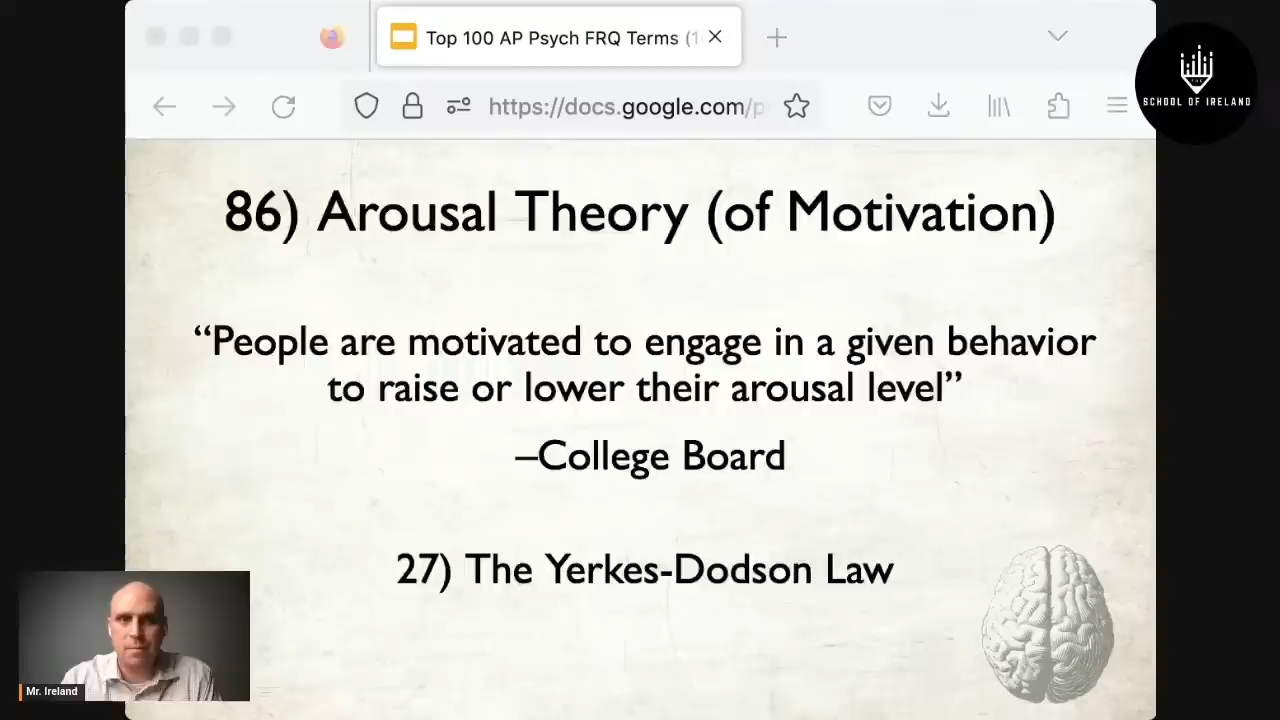 Top 100 AP Psych FRQ Terms (1
https://docs.google.com/p
THE
SCHOOL OF IRELAND
86) Arousal Theory (of Motivation)
“People are motivated to engage in a given behavior
to raise or lower their arousal level”
–College Board
27) The Yerkes-Dodson Law
Mr. Ireland